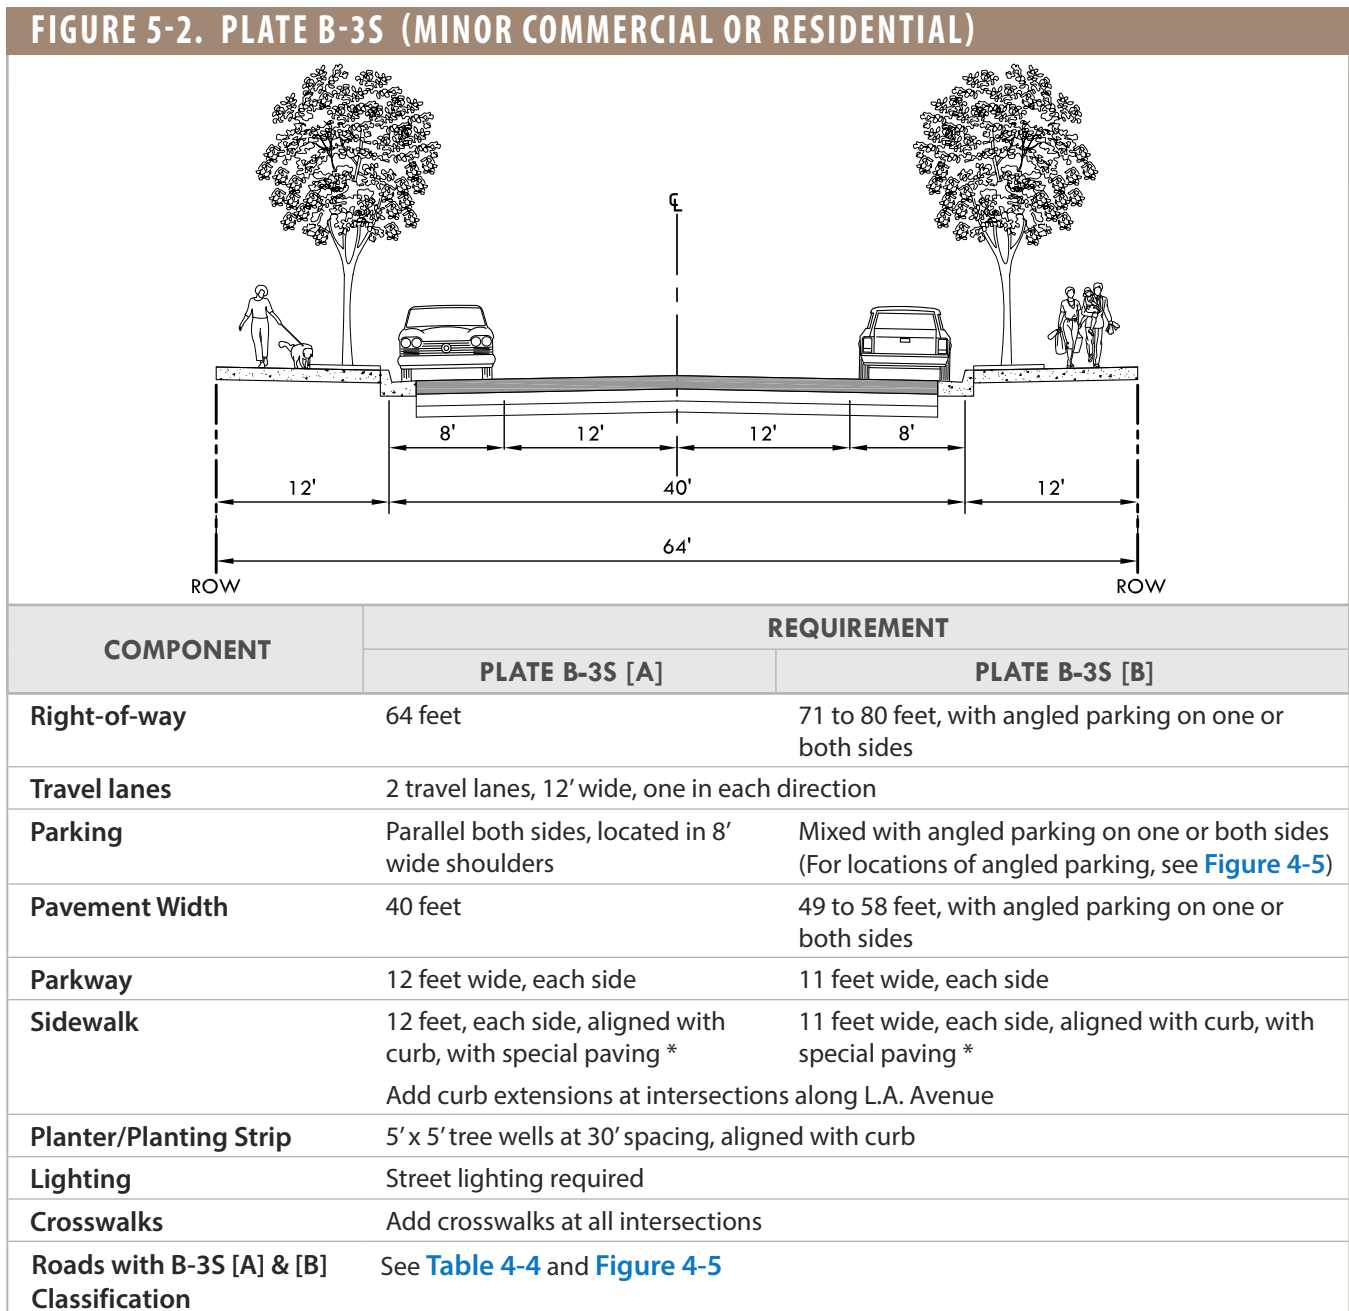 FIGURE 5-2. PLATE B-3S (MINOR COMMERCIAL OR RESIDENTIAL)
℄
8' 12' 12' 8'
12' 40' 12'
64'
ROW ROW
COMPONENT
REQUIREMENT
PLATE B-3S [A] PLATE B-3S [B]
Right-of-way 64 feet 71 to 80 feet, with angled parking on one or
both sides
Travel lanes 2 travel lanes, 12' wide, one in each direction
Parking Parallel both sides, located in 8' Mixed with angled parking on one or both sides
wide shoulders (For locations of angled parking, see Figure 4-5)
Pavement Width 40 feet 49 to 58 feet, with angled parking on one or
both sides
Parkway 12 feet wide, each side 11 feet wide, each side
Sidewalk 12 feet, each side, aligned with 11 feet wide, each side, aligned with curb, with
curb, with special paving * special paving *
Add curb extensions at intersections along L.A. Avenue
Planter/Planting Strip 5' x 5' tree wells at 30' spacing, aligned with curb
Lighting Street lighting required
Crosswalks Add crosswalks at all intersections
Roads with B-3S [A] & [B] See Table 4-4 and Figure 4-5
Classification